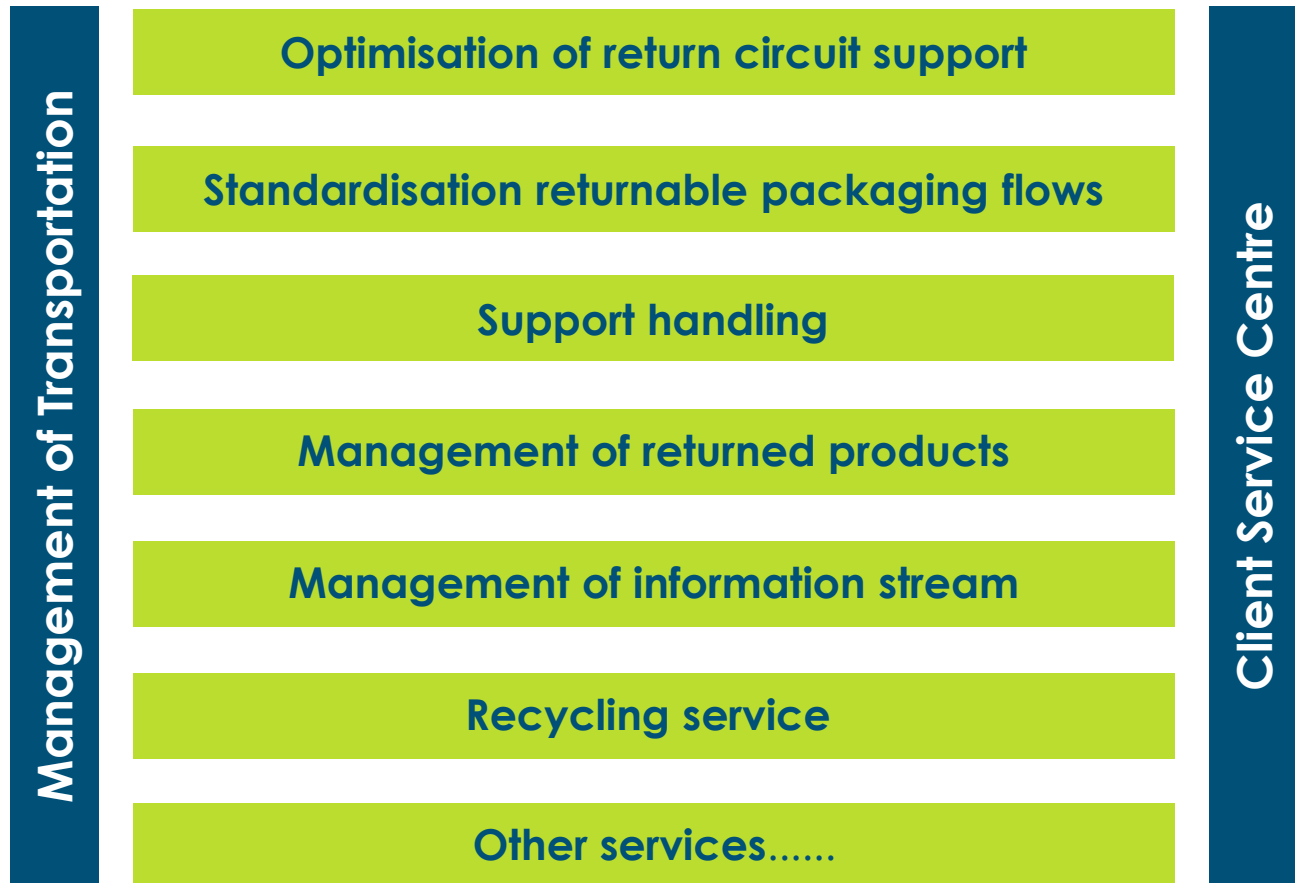 Management of Transportation
Optimisation of return circuit support
Standardisation returnable packaging flows
Support handling
Management of returned products
Management of information stream
Recycling service
Other services......
Client Service Centre